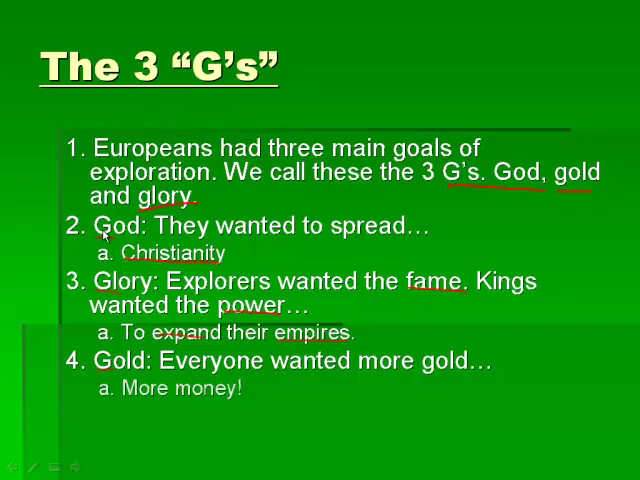 The 3 “G’s”
1. Europeans had three main goals of
exploration. We call these the 3 G’s. God, gold
and glory.
2. God: They wanted to spread…
a. Christianity
3. Glory: Explorers wanted the fame. Kings
wanted the power…
a. To expand their empires.
4. Gold: Everyone wanted more gold…
a. More money!